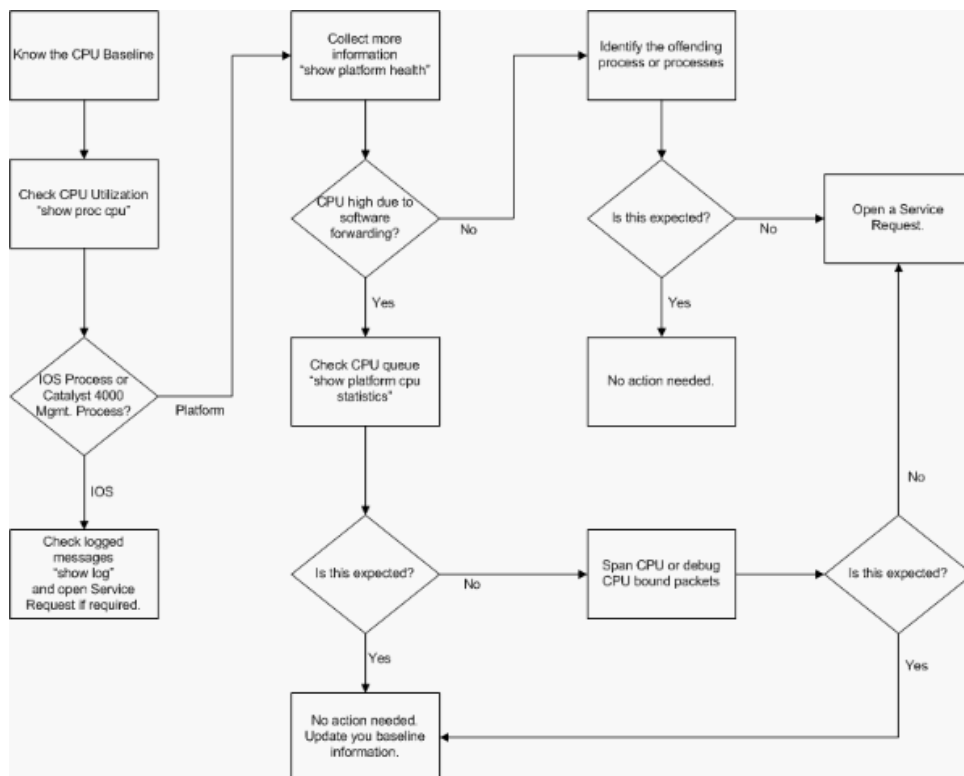 Know the CPU Baseline
Check CPU Utilization
“show proc cpu”
IOS Process or
Catalyst 4000
Mgmt. Process?
Platform
IOS
Check logged
messages
“show log”
and open Service
Request if required.
Collect more
information
“show platform health”
CPU high due to
software
forwarding?
No
Yes
Check CPU queue
“show platform cpu
statistics”
Is this expected?
No
Yes
No action needed.
Update you baseline
information.
Identify the offending
process or processes
Is this expected?
No
Yes
No action needed.
Span CPU or debug
CPU bound packets
Open a Service
Request.
No
Is this expected?
Yes